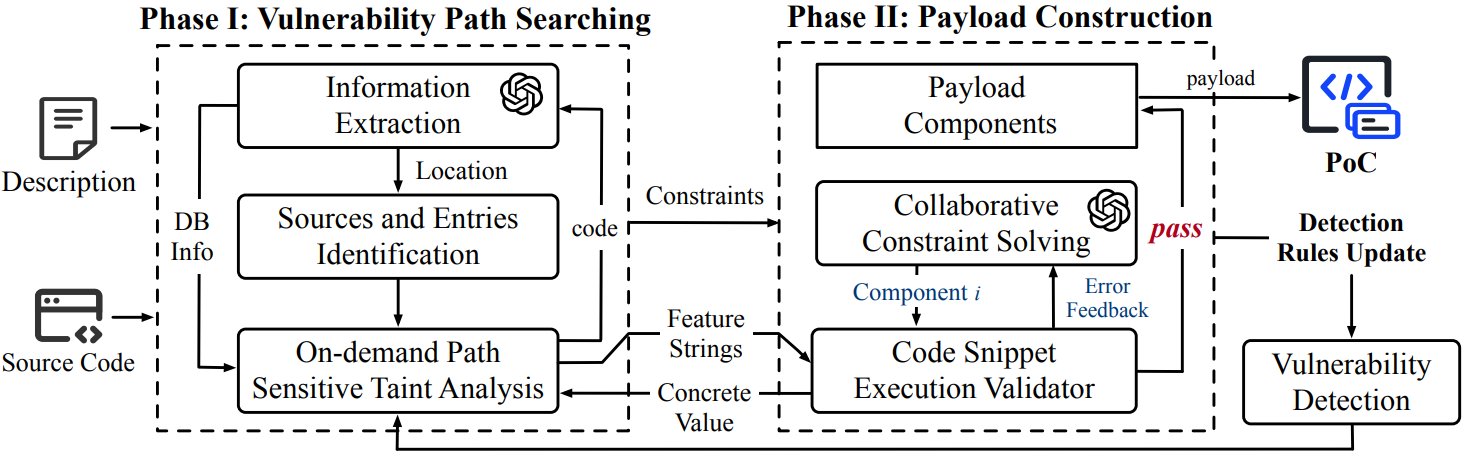 Phase I: Vulnerability Path Searching
Phase II: Payload Construction
Description
Source Code
Information
Extraction
Location
Sources and Entries
Identification
DB
Info
code
On-demand Path
Sensitive Taint Analysis
Constraints
Feature
Strings
Concrete
Value
Payload
Components
Collaborative
Constraint Solving
Component i
Error
Feedback
Code Snippet
Execution Validator
pass
payload
PoC
Detection
Rules Update
Vulnerability
Detection